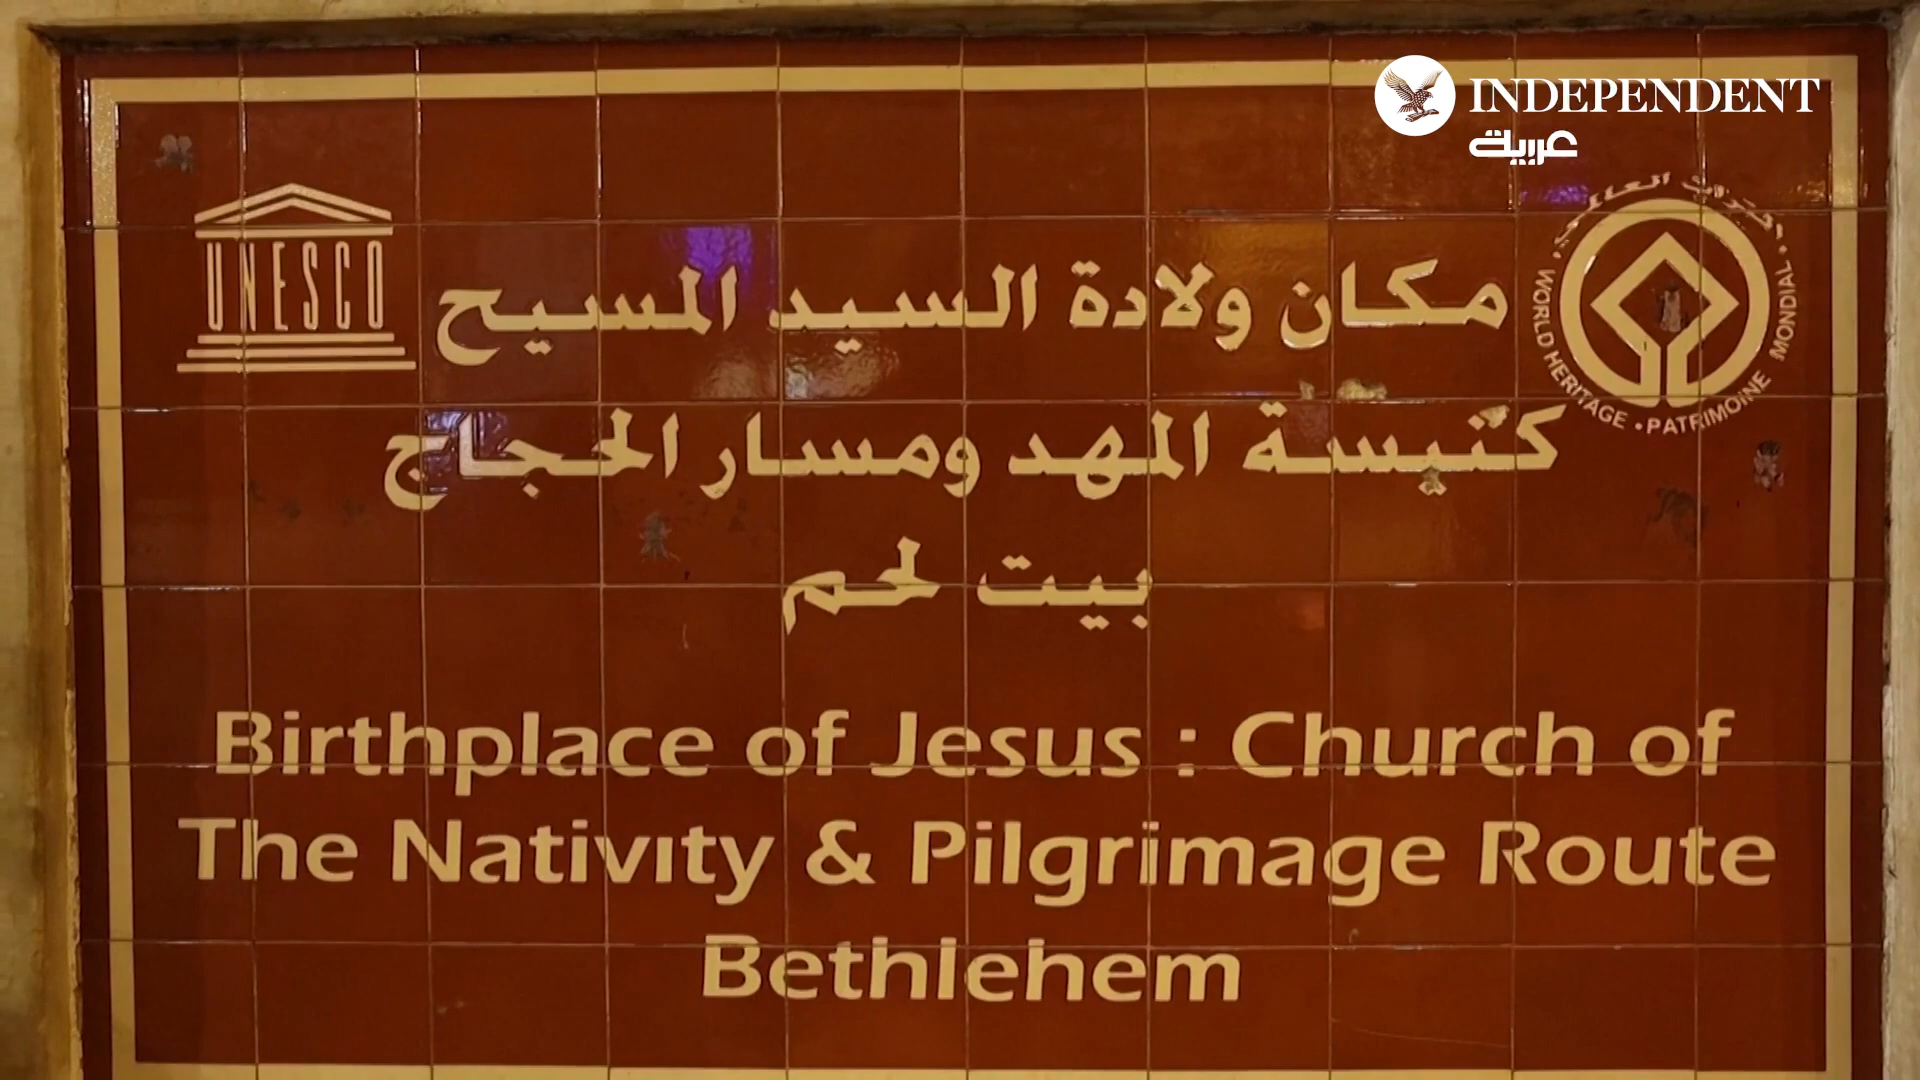 INDEPENDENT
عربية
UNESCO
WORLD HERITAGE • PATRIMOINE MONDIAL •
مكان ولادة السيد المسيح
كنيسة المهد ومسار الحجاج
بيت لحم
Birthplace of Jesus : Church of
The Nativity & Pilgrimage Route
Bethlehem